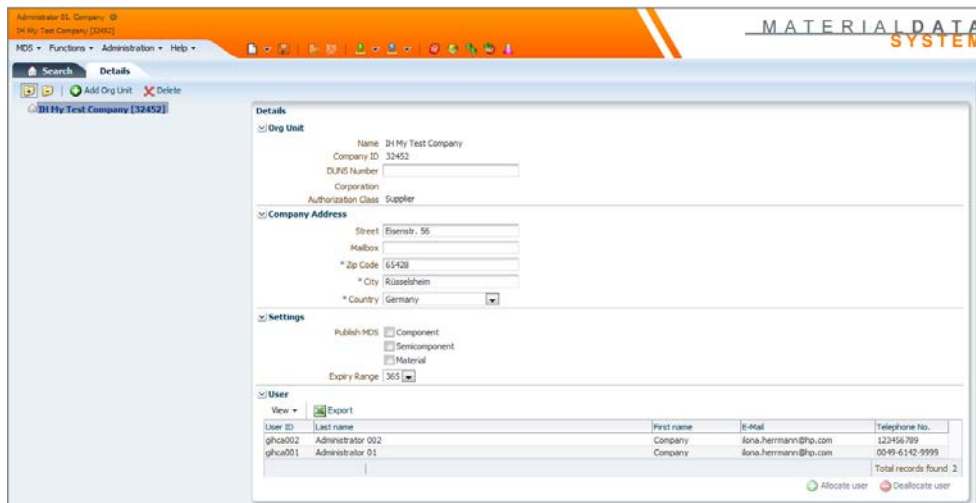 Administrator 01, Company
IH My Test Company [32452]
MATERIAL DATA
SYSTEM
MDS Functions Administration Help
Search Details
Add Org Unit Delete
IH My Test Company [32452]
Details
Org Unit
Name IH My Test Company
Company ID 32452
DUNS Number
Corporation
Authorization Class Supplier
Company Address
Street Eisenstr. 56
Mailbox
* Zip Code 65428
* City Rüsselsheim
* Country Germany
Settings
Publish MDS Component
Semicomponent
Material
Expiry Range 365
User
View Export
User ID Last name First name E-Mail Telephone No.
gihca002 Administrator 002 Company ilona.herrmann@hp.com 123456789
gihca001 Administrator 01 Company ilona.herrmann@hp.com 0049-6142-9999
Total records found 2
Allocate user Deallocate user